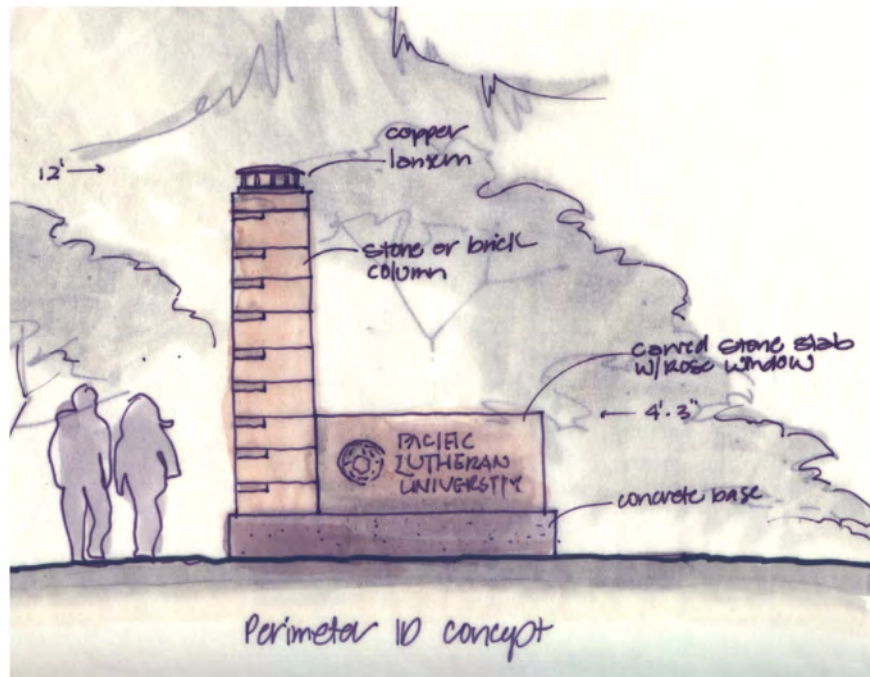 copper
lantern
12'
stone or brick
column
carved stone slab
w/Rose window
4'-3"
PACIFIC
LUTHERAN
UNIVERSITY
concrete base
Perimeter ID concept